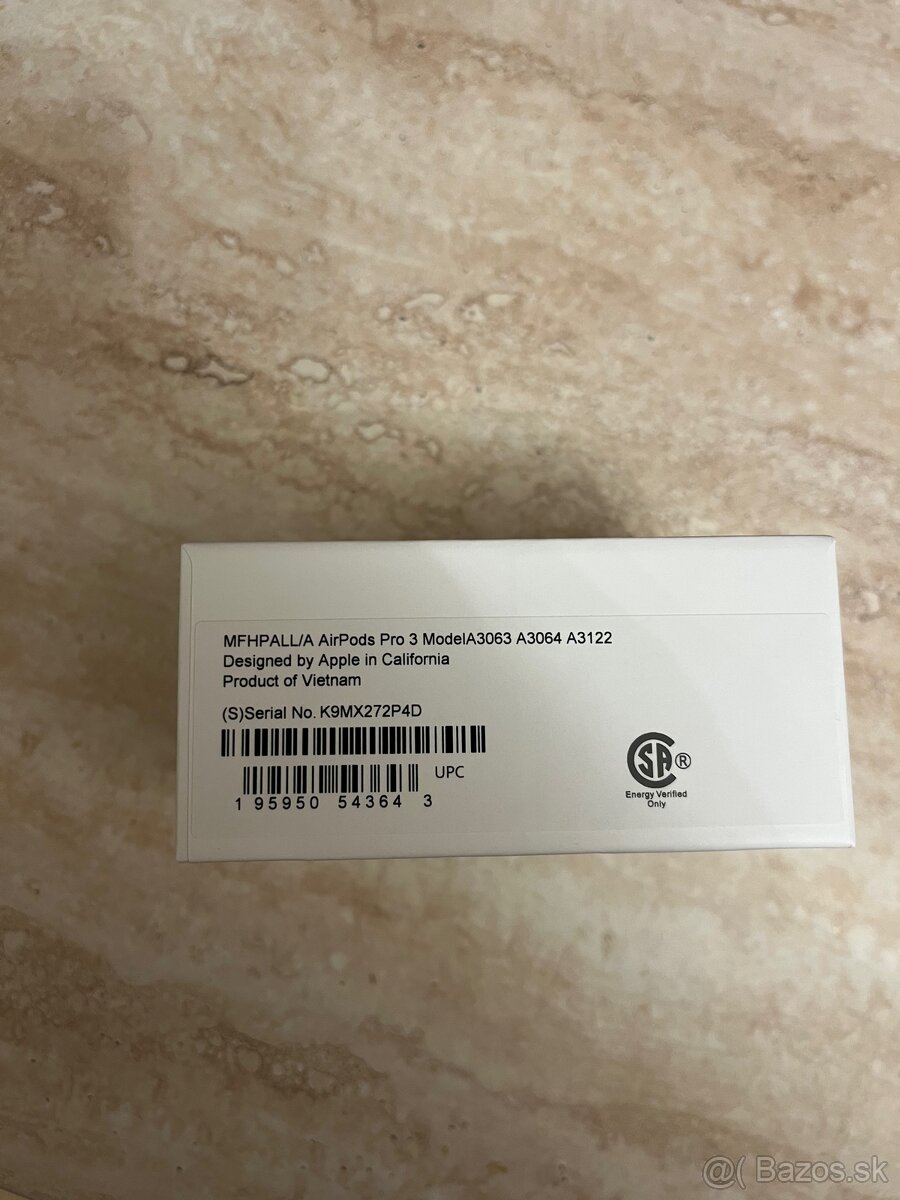 MFHPALL/A AirPods Pro 3 ModelA3063 A3064 A3122
Designed by Apple in California
Product of Vietnam
(S)Serial No. K9MX272P4D
UPC
1 95950 54364 3
SA®
Energy Verified
Only
@( Bazos.sk